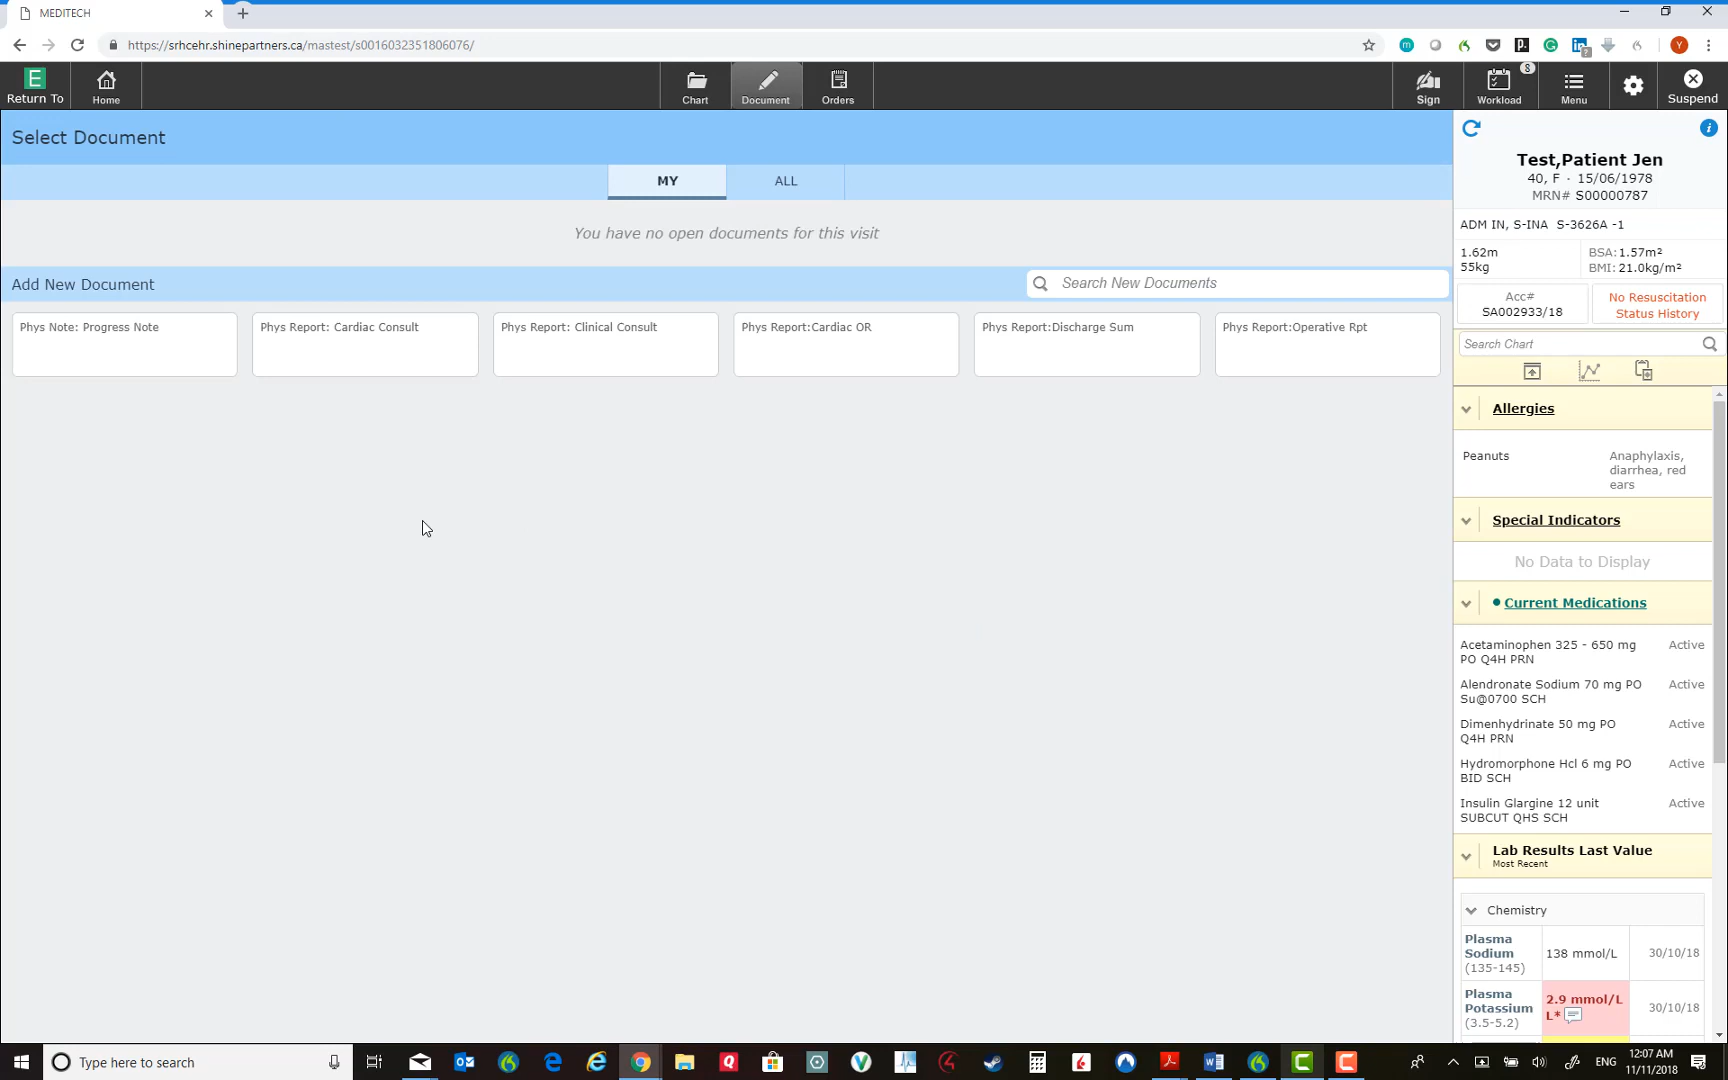 MEDITECH
https://srhcehr.shinepartners.ca/mastest/s0016032351806076/
Return To
Home
Chart
Document
Orders
Sign
8
Workload
Menu
Suspend
Select Document
MY
ALL
You have no open documents for this visit
Add New Document
Search New Documents
Phys Note: Progress Note
Phys Report: Cardiac Consult
Phys Report: Clinical Consult
Phys Report:Cardiac OR
Phys Report:Discharge Sum
Phys Report:Operative Rpt
Test,Patient Jen
40, F · 15/06/1978
MRN# S00000787
ADM IN, S-INA S-3626A -1
1.62m
55kg
BSA: 1.57m²
BMI: 21.0kg/m²
Acc#
SA002933/18
No Resuscitation
Status History
Search Chart
Allergies
Peanuts
Anaphylaxis,
diarrhea, red
ears
Special Indicators
No Data to Display
Current Medications
Acetaminophen 325 - 650 mg
PO Q4H PRN
Active
Alendronate Sodium 70 mg PO
Su@0700 SCH
Active
Dimenhydrinate 50 mg PO
Q4H PRN
Active
Hydromorphone Hcl 6 mg PO
BID SCH
Active
Insulin Glargine 12 unit
SUBCUT QHS SCH
Active
Lab Results Last Value
Most Recent
Chemistry
Plasma
Sodium
(135-145)
138 mmol/L
30/10/18
Plasma
Potassium
(3.5-5.2)
2.9 mmol/L
L*
30/10/18
Type here to search
ENG
12:07 AM
11/11/2018